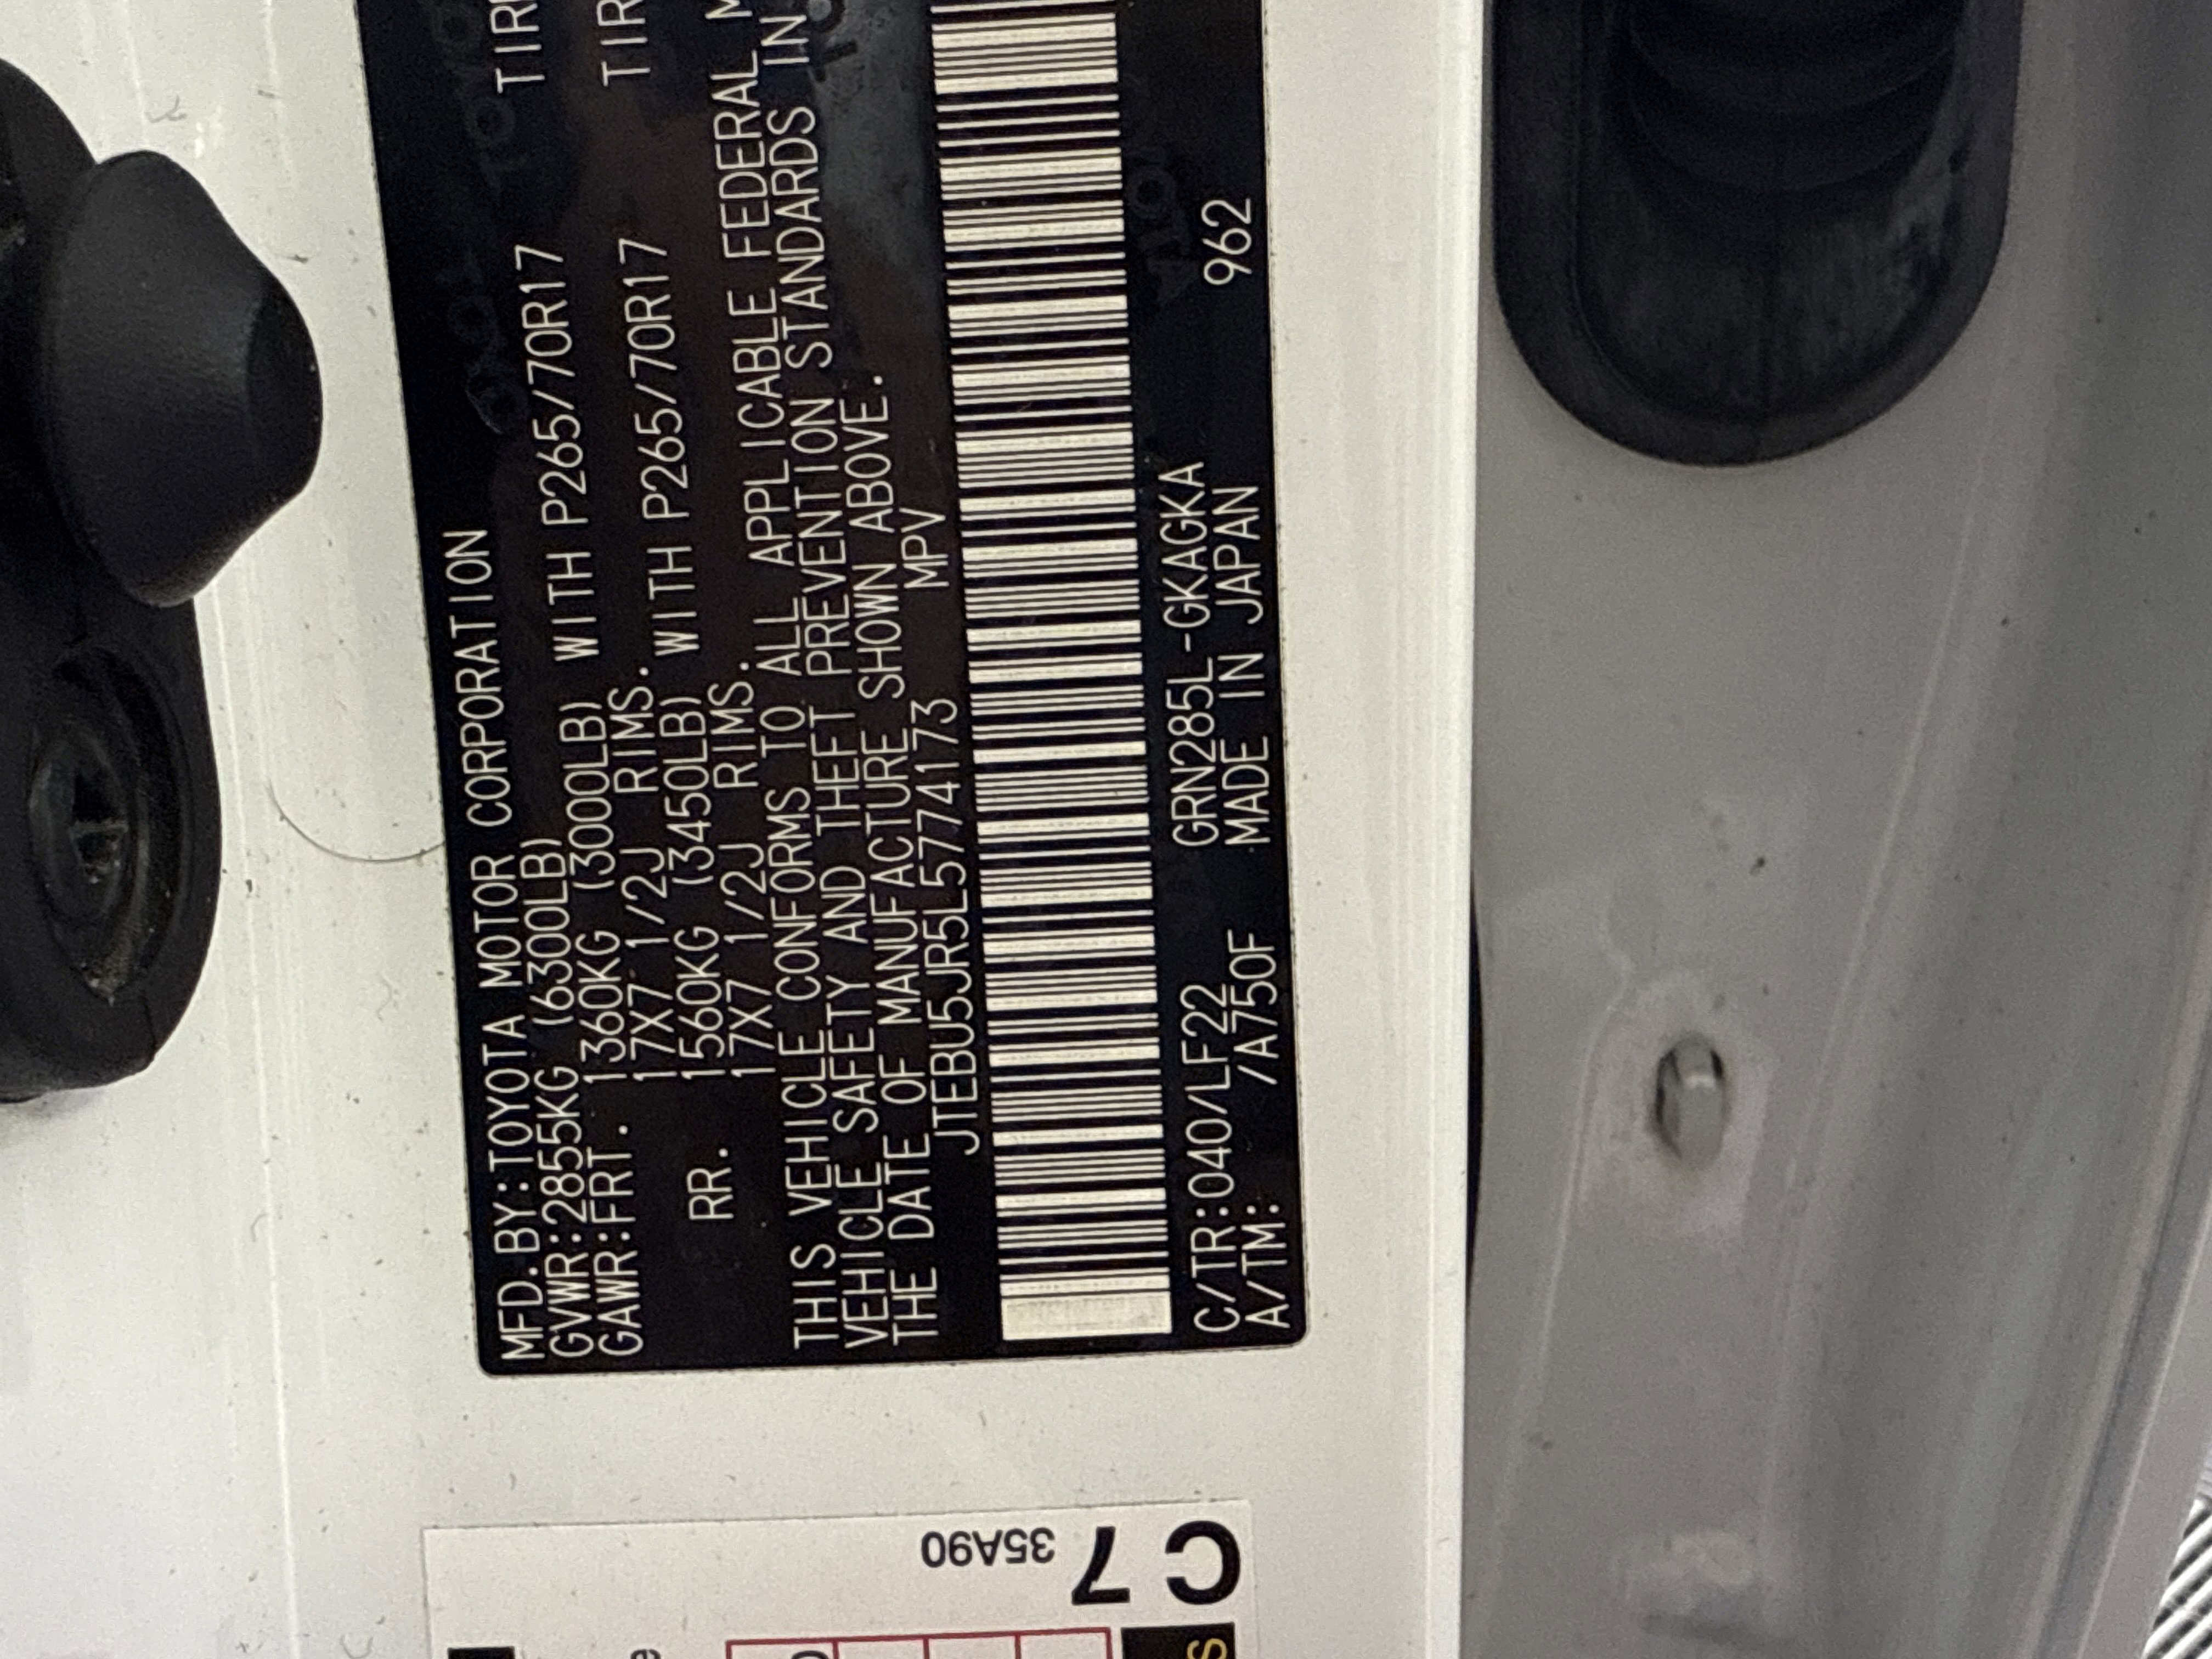 MFD.BY:TOYOTA MOTOR CORPORATION
GVWR:2855KG (6300LB)
GAWR:FRT. 1360KG (3000LB) WITH P265/70R17
17X7 1/2J RIMS.
RR. 1560KG (3450LB) WITH P265/70R17
17X7 1/2J RIMS.
THIS VEHICLE CONFORMS TO ALL APPLICABLE FEDERAL
VEHICLE SAFETY AND THEFT PREVENTION STANDARDS IN
THE DATE OF MANUFACTURE SHOWN ABOVE.
JTEBU5JR5L5774173 MPV
C/TR:040/LF22 GRN285L-GKAGKA
A/TM: /A750F MADE IN JAPAN 962
C7 35A90